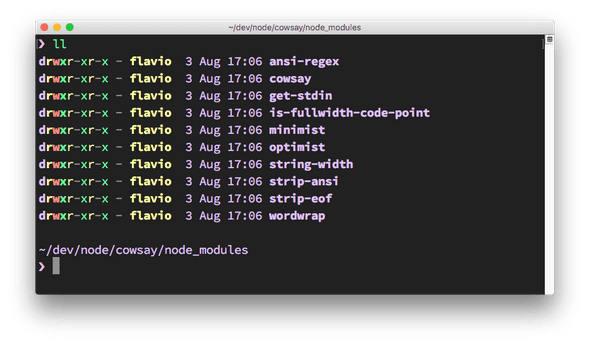 ~/dev/node/cowsay/node_modules
❯ ll
drwxr-xr-x - flavio  3 Aug 17:06 ansi-regex
drwxr-xr-x - flavio  3 Aug 17:06 cowsay
drwxr-xr-x - flavio  3 Aug 17:06 get-stdin
drwxr-xr-x - flavio  3 Aug 17:06 is-fullwidth-code-point
drwxr-xr-x - flavio  3 Aug 17:06 minimist
drwxr-xr-x - flavio  3 Aug 17:06 optimist
drwxr-xr-x - flavio  3 Aug 17:06 string-width
drwxr-xr-x - flavio  3 Aug 17:06 strip-ansi
drwxr-xr-x - flavio  3 Aug 17:06 strip-eof
drwxr-xr-x - flavio  3 Aug 17:06 wordwrap
~/dev/node/cowsay/node_modules
❯